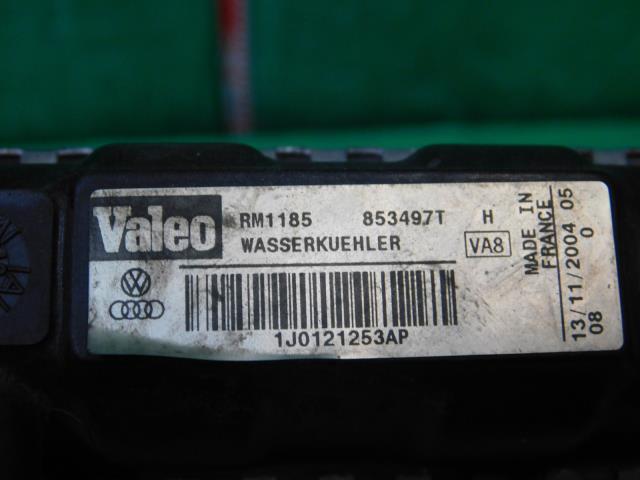 Valeo RM1185 853497T H
WASSERKUEHLER VA8
1J0121253AP
MADE IN
FRANCE
13/11/2004 05
08 0